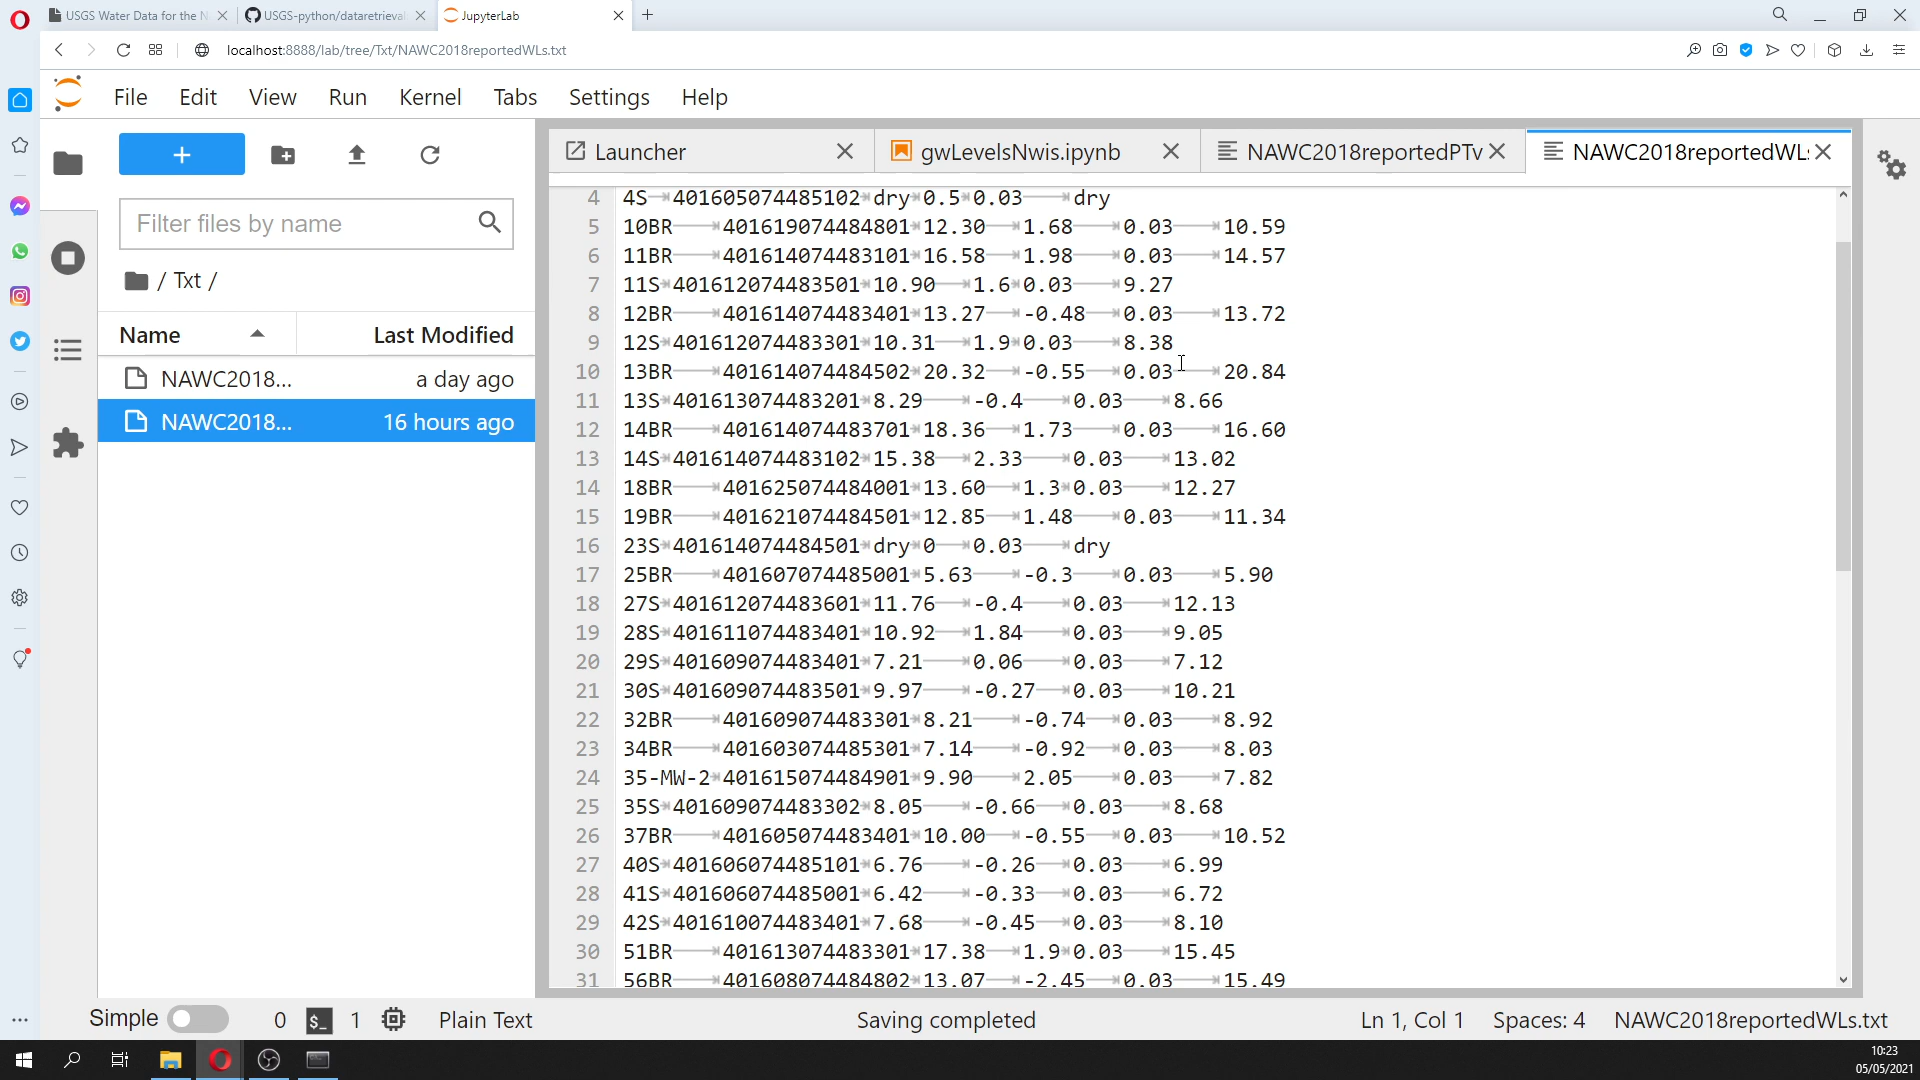 USGS Water Data for the N
USGS-python/dataretrieval
JupyterLab
localhost:8888/lab/tree/Txt/NAWC2018reportedWLs.txt
File Edit View Run Kernel Tabs Settings Help
Filter files by name
/ Txt /
Name Last Modified
NAWC2018... a day ago
NAWC2018... 16 hours ago
Launcher
gwLevelsNwis.ipynb
NAWC2018reportedPTv
NAWC2018reportedWL
4 4S 401605074485102 dry 0.5 0.03 dry
5 10BR 401619074484801 12.30 1.68 0.03 10.59
6 11BR 401614074483101 16.58 1.98 0.03 14.57
7 11S 401612074483501 10.90 1.6 0.03 9.27
8 12BR 401614074483401 13.27 -0.48 0.03 13.72
9 12S 401612074483301 10.31 1.9 0.03 8.38
10 13BR 401614074484502 20.32 -0.55 0.03 20.84
11 13S 401613074483201 8.29 -0.4 0.03 8.66
12 14BR 401614074483701 18.36 1.73 0.03 16.60
13 14S 401614074483102 15.38 2.33 0.03 13.02
14 18BR 401625074484001 13.60 1.3 0.03 12.27
15 19BR 401621074484501 12.85 1.48 0.03 11.34
16 23S 401614074484501 dry 0 0.03 dry
17 25BR 401607074485001 5.63 -0.3 0.03 5.90
18 27S 401612074483601 11.76 -0.4 0.03 12.13
19 28S 401611074483401 10.92 1.84 0.03 9.05
20 29S 401609074483401 7.21 0.06 0.03 7.12
21 30S 401609074483501 9.97 -0.27 0.03 10.21
22 32BR 401609074483301 8.21 -0.74 0.03 8.92
23 34BR 401603074485301 7.14 -0.92 0.03 8.03
24 35-MW-2 401615074484901 9.90 2.05 0.03 7.82
25 35S 401609074483302 8.05 -0.66 0.03 8.68
26 37BR 401605074483401 10.00 -0.55 0.03 10.52
27 40S 401606074485101 6.76 -0.26 0.03 6.99
28 41S 401606074485001 6.42 -0.33 0.03 6.72
29 42S 401610074483401 7.68 -0.45 0.03 8.10
30 51BR 401613074483301 17.38 1.9 0.03 15.45
31 56BR 401608074484802 13.07 -2.45 0.03 15.49
Simple 0 $_ 1 Plain Text Saving completed Ln 1, Col 1 Spaces: 4 NAWC2018reportedWLs.txt
10:23
05/05/2021